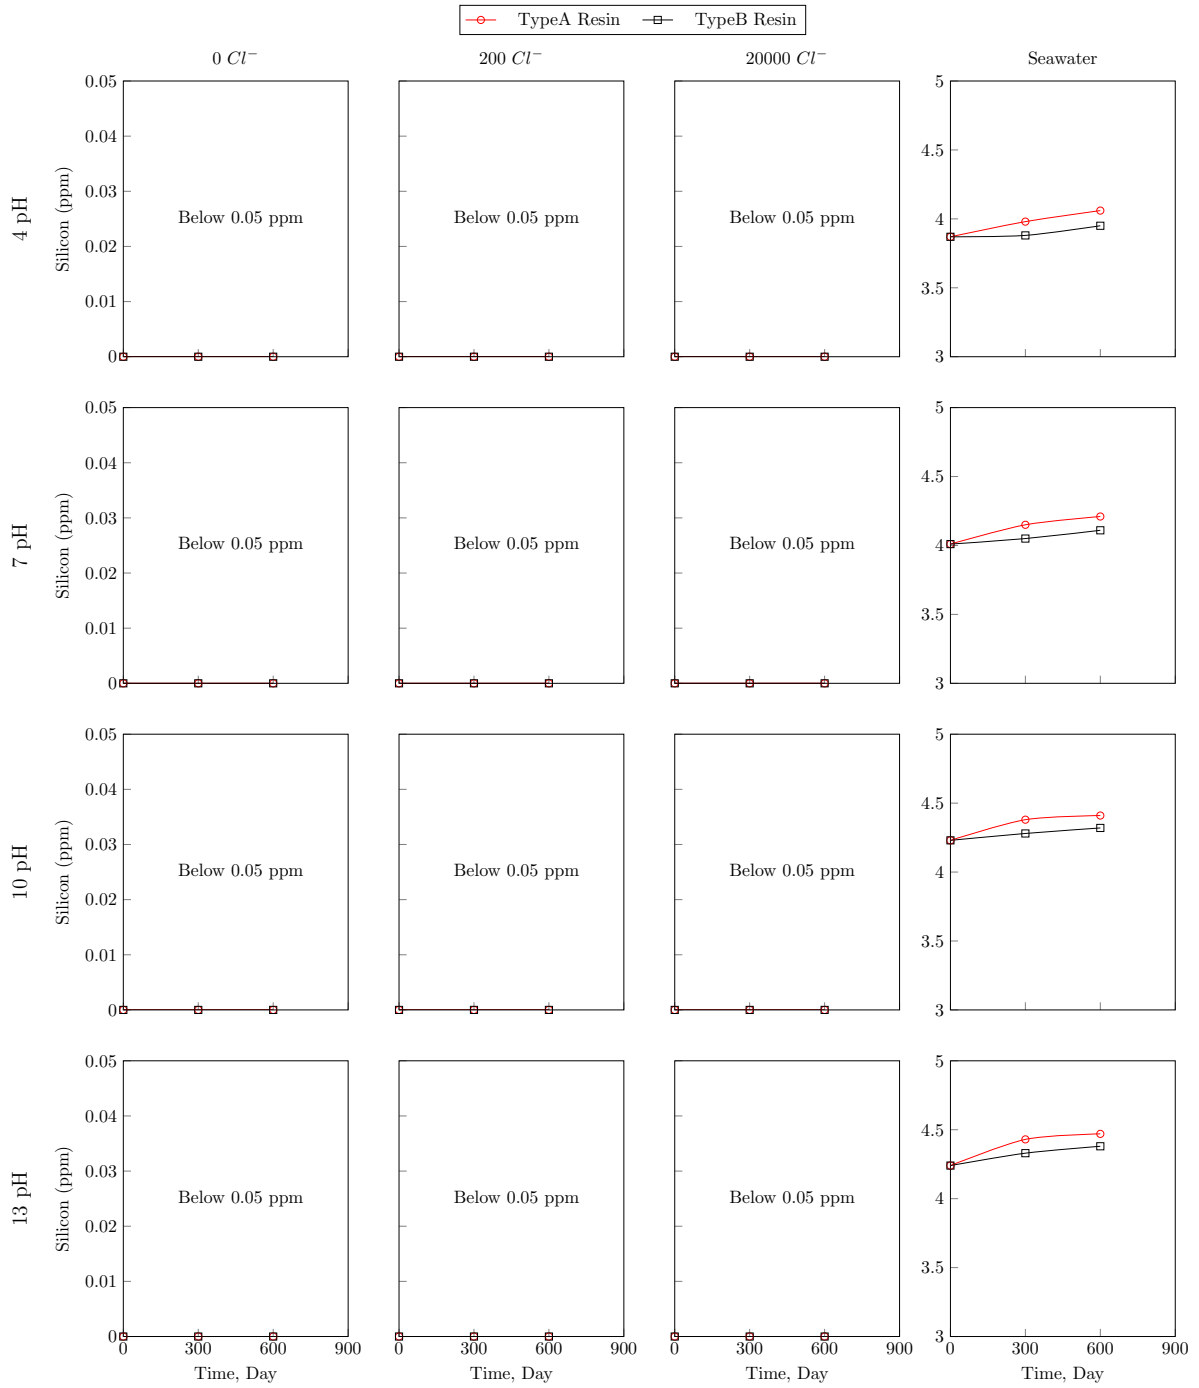 TypeA Resin TypeB Resin
0 Cl⁻ 200 Cl⁻ 20000 Cl⁻ Seawater
4 pH
Silicon (ppm)
0.05
0.04
0.03
0.02
0.01
0
Below 0.05 ppm
Below 0.05 ppm
Below 0.05 ppm
5
4.5
4
3.5
3
7 pH
Silicon (ppm)
0.05
0.04
0.03
0.02
0.01
0
Below 0.05 ppm
Below 0.05 ppm
Below 0.05 ppm
5
4.5
4
3.5
3
10 pH
Silicon (ppm)
0.05
0.04
0.03
0.02
0.01
0
Below 0.05 ppm
Below 0.05 ppm
Below 0.05 ppm
5
4.5
4
3.5
3
13 pH
Silicon (ppm)
0.05
0.04
0.03
0.02
0.01
0
Below 0.05 ppm
Below 0.05 ppm
Below 0.05 ppm
5
4.5
4
3.5
3
0 300 600 900 0 300 600 900 0 300 600 900 0 300 600 900
Time, Day Time, Day Time, Day Time, Day